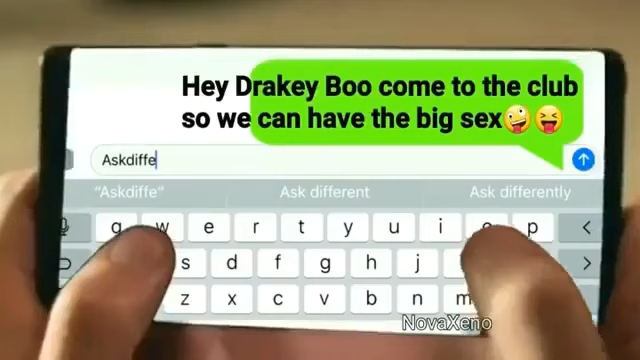 Hey Drakey Boo come to the club
so we can have the big sex🤪😝
Askdiffe
"Askdiffe" Ask different Ask differently
q w e r t y u i o p
s d f g h j
z x c v b n m
NovaXeno